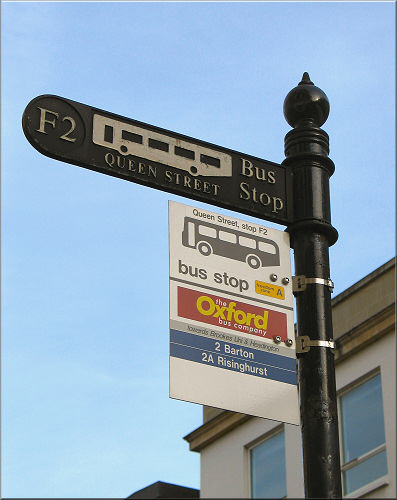 F2
QUEEN STREET
Bus
Stop
Queen Street, stop F2
bus stop
A
the
Oxford
bus company
towards Brookes Uni & Headington
2 Barton
2A Risinghurst